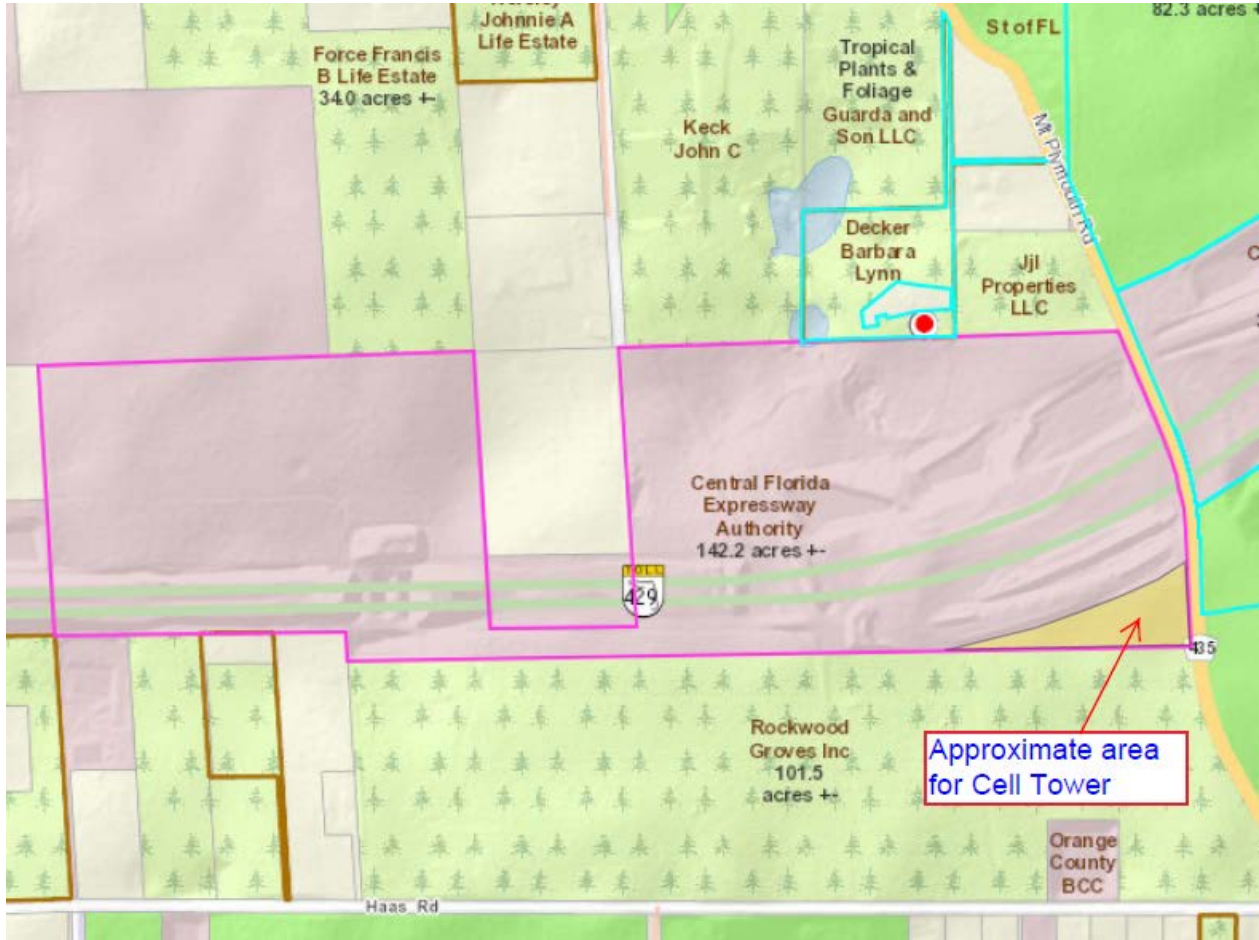 Johnnie A
Life Estate
Force Francis
B Life Estate
34.0 acres +-
Keck
John C
Tropical
Plants &
Foliage
Guarda and
Son LLC
St of FL
82.3 acres +
Mt Plymouth Rd
Decker
Barbara
Lynn
Jjl
Properties
LLC
C
Central Florida
Expressway
Authority
142.2 acres +-
TOLL
429
435
Rockwood
Groves Inc
101.5
acres +-
Approximate area
for Cell Tower
Orange
County
BCC
Haas Rd